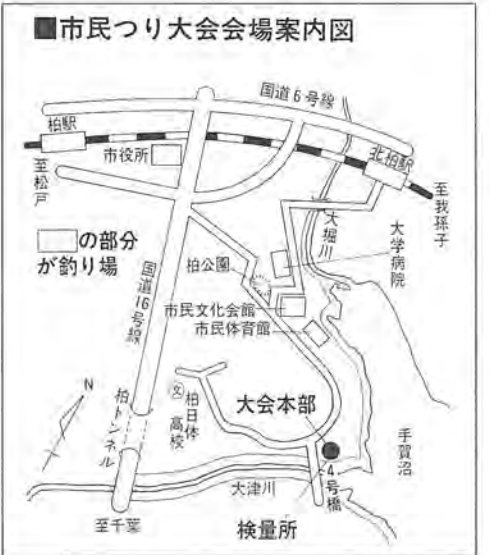 ■市民つり大会会場案内図
国道6号線
柏駅
市役所
北柏駅
至松戸
至我孫子
大堀川
大学病院
の部分
が釣り場
柏公園
国道16号線
市民文化会館
市民体育館
N
柏トンネル
文
柏日体
高校
大会本部
手賀沼
4号橋
大津川
至千葉
検量所